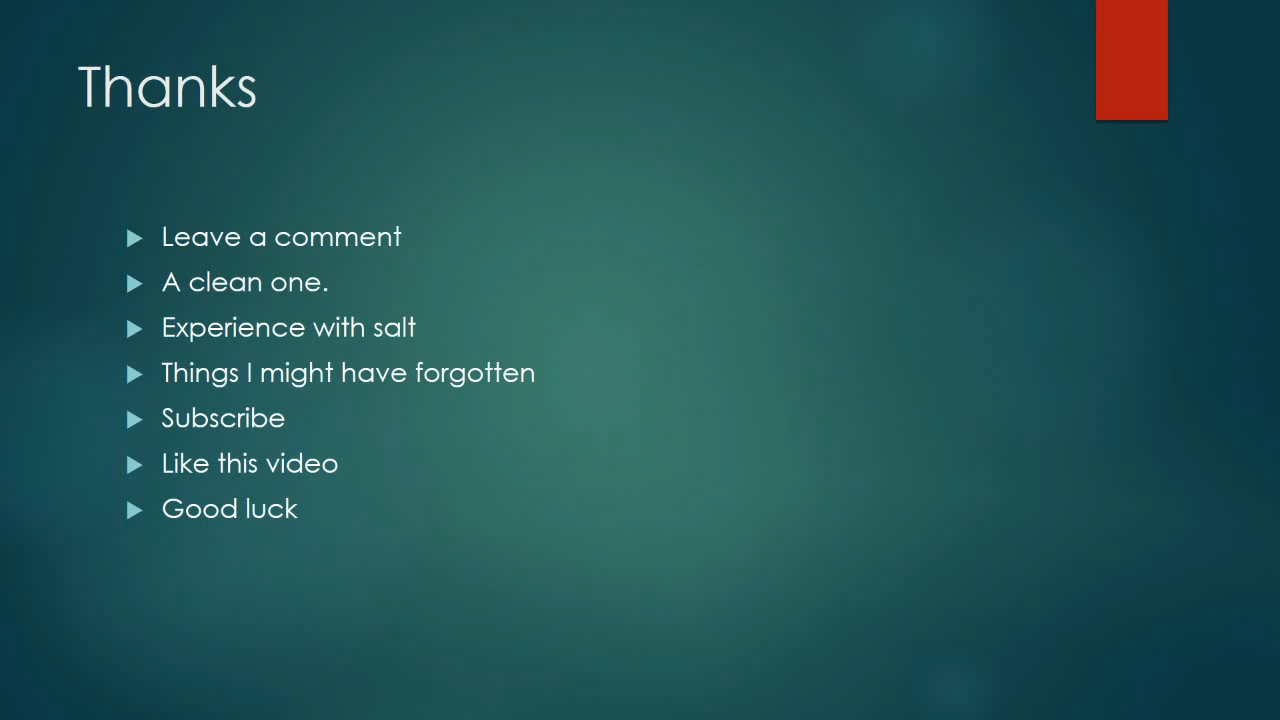 Thanks
Leave a comment
A clean one.
Experience with salt
Things I might have forgotten
Subscribe
Like this video
Good luck